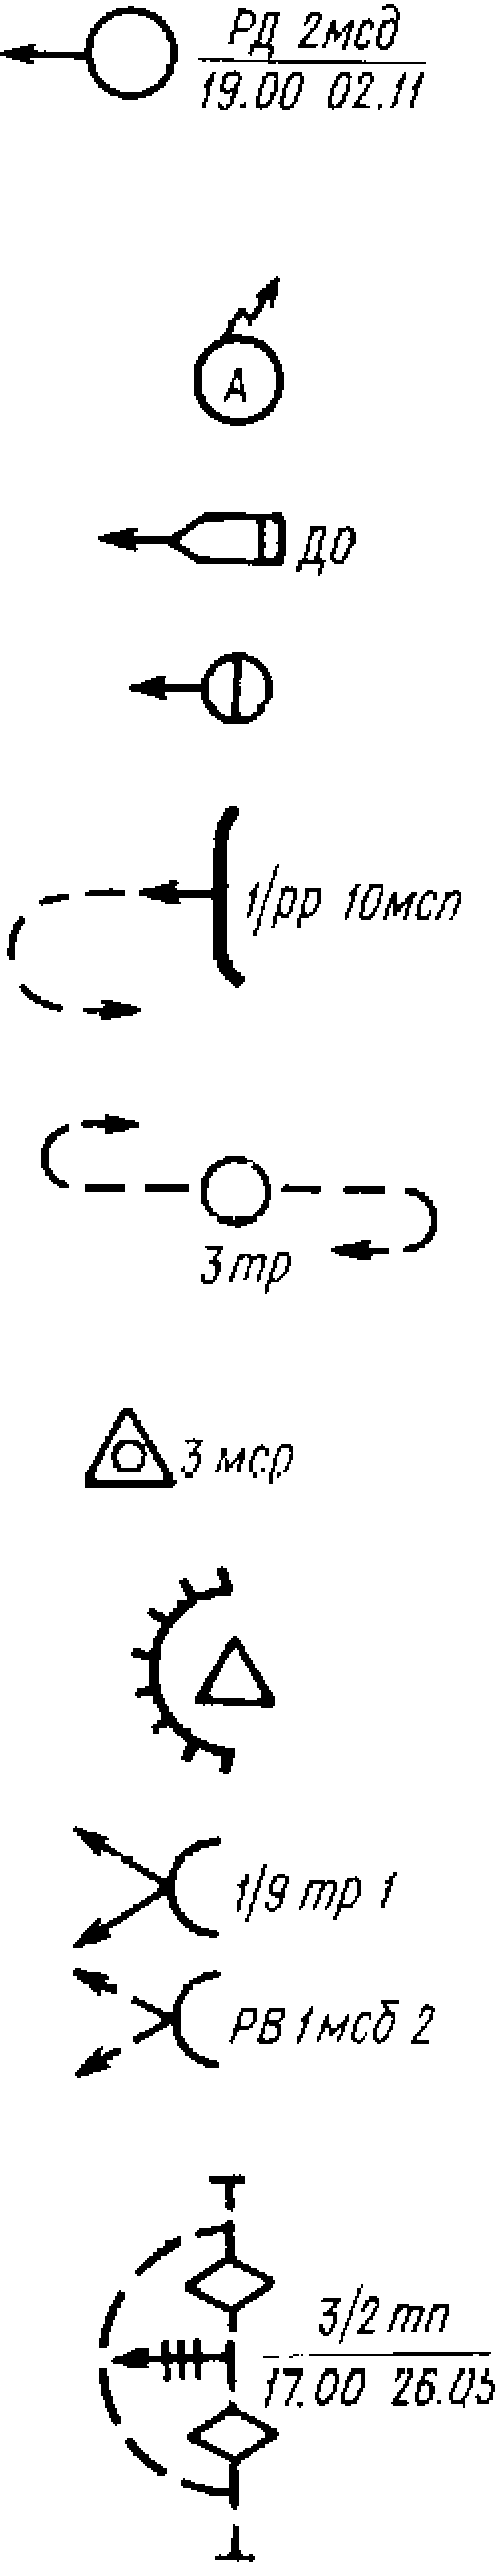 РД 2мсд
19.00 02.11
А
ДО
1/рр 10мсп
3тр
3 мср
1/9 тр 1
РВ 1мсб 2
3/2 тп
17.00 26.05